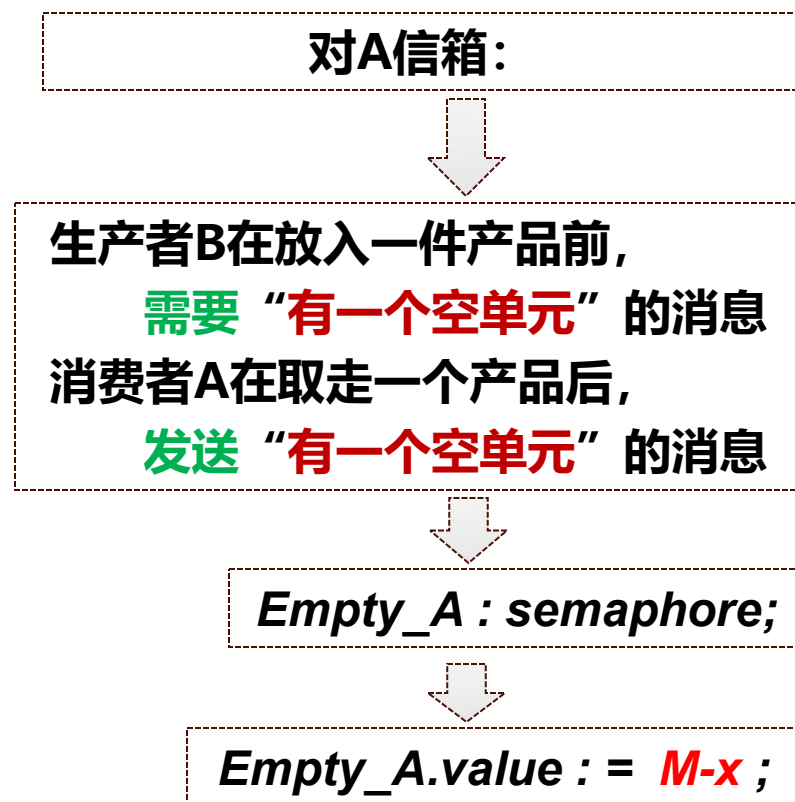 对A信箱：
生产者B在放入一件产品前，
需要“有一个空单元”的消息
消费者A在取走一个产品后，
发送“有一个空单元”的消息
Empty_A : semaphore;
Empty_A.value : = M-x ;